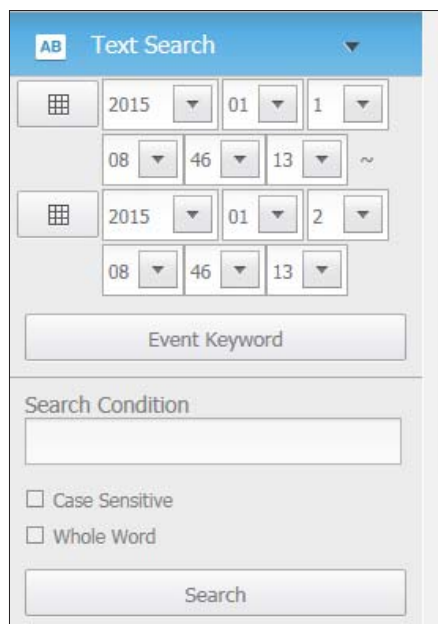 AB Text Search
2015 01 1
08 46 13 ~
2015 01 2
08 46 13
Event Keyword
Search Condition
Case Sensitive
Whole Word
Search